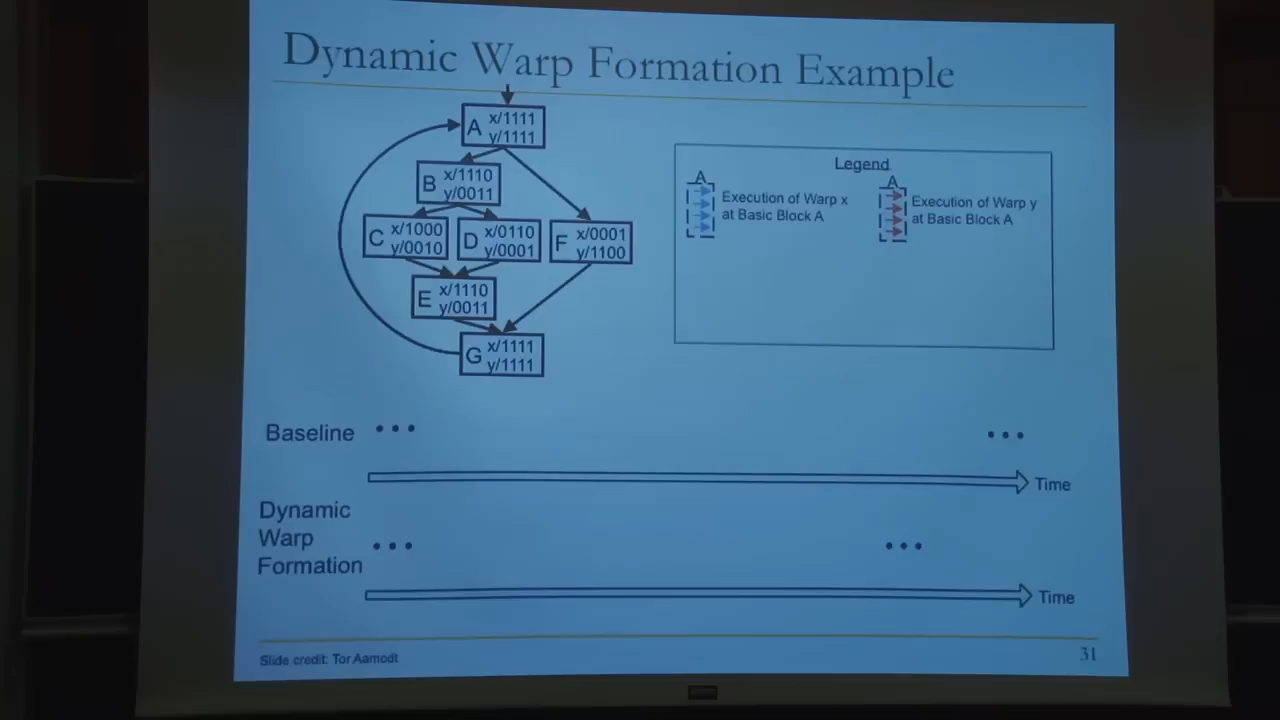 Dynamic Warp Formation Example
A x/1111
y/1111
B x/1110
y/0011
C x/1000
y/0010
D x/0110
y/0001
F x/0001
y/1100
E x/1110
y/0011
G x/1111
y/1111
Legend
A
Execution of Warp x
at Basic Block A
A
Execution of Warp y
at Basic Block A
Baseline
Time
Dynamic
Warp
Formation
Time
Slide credit: Tor Aamodt
31